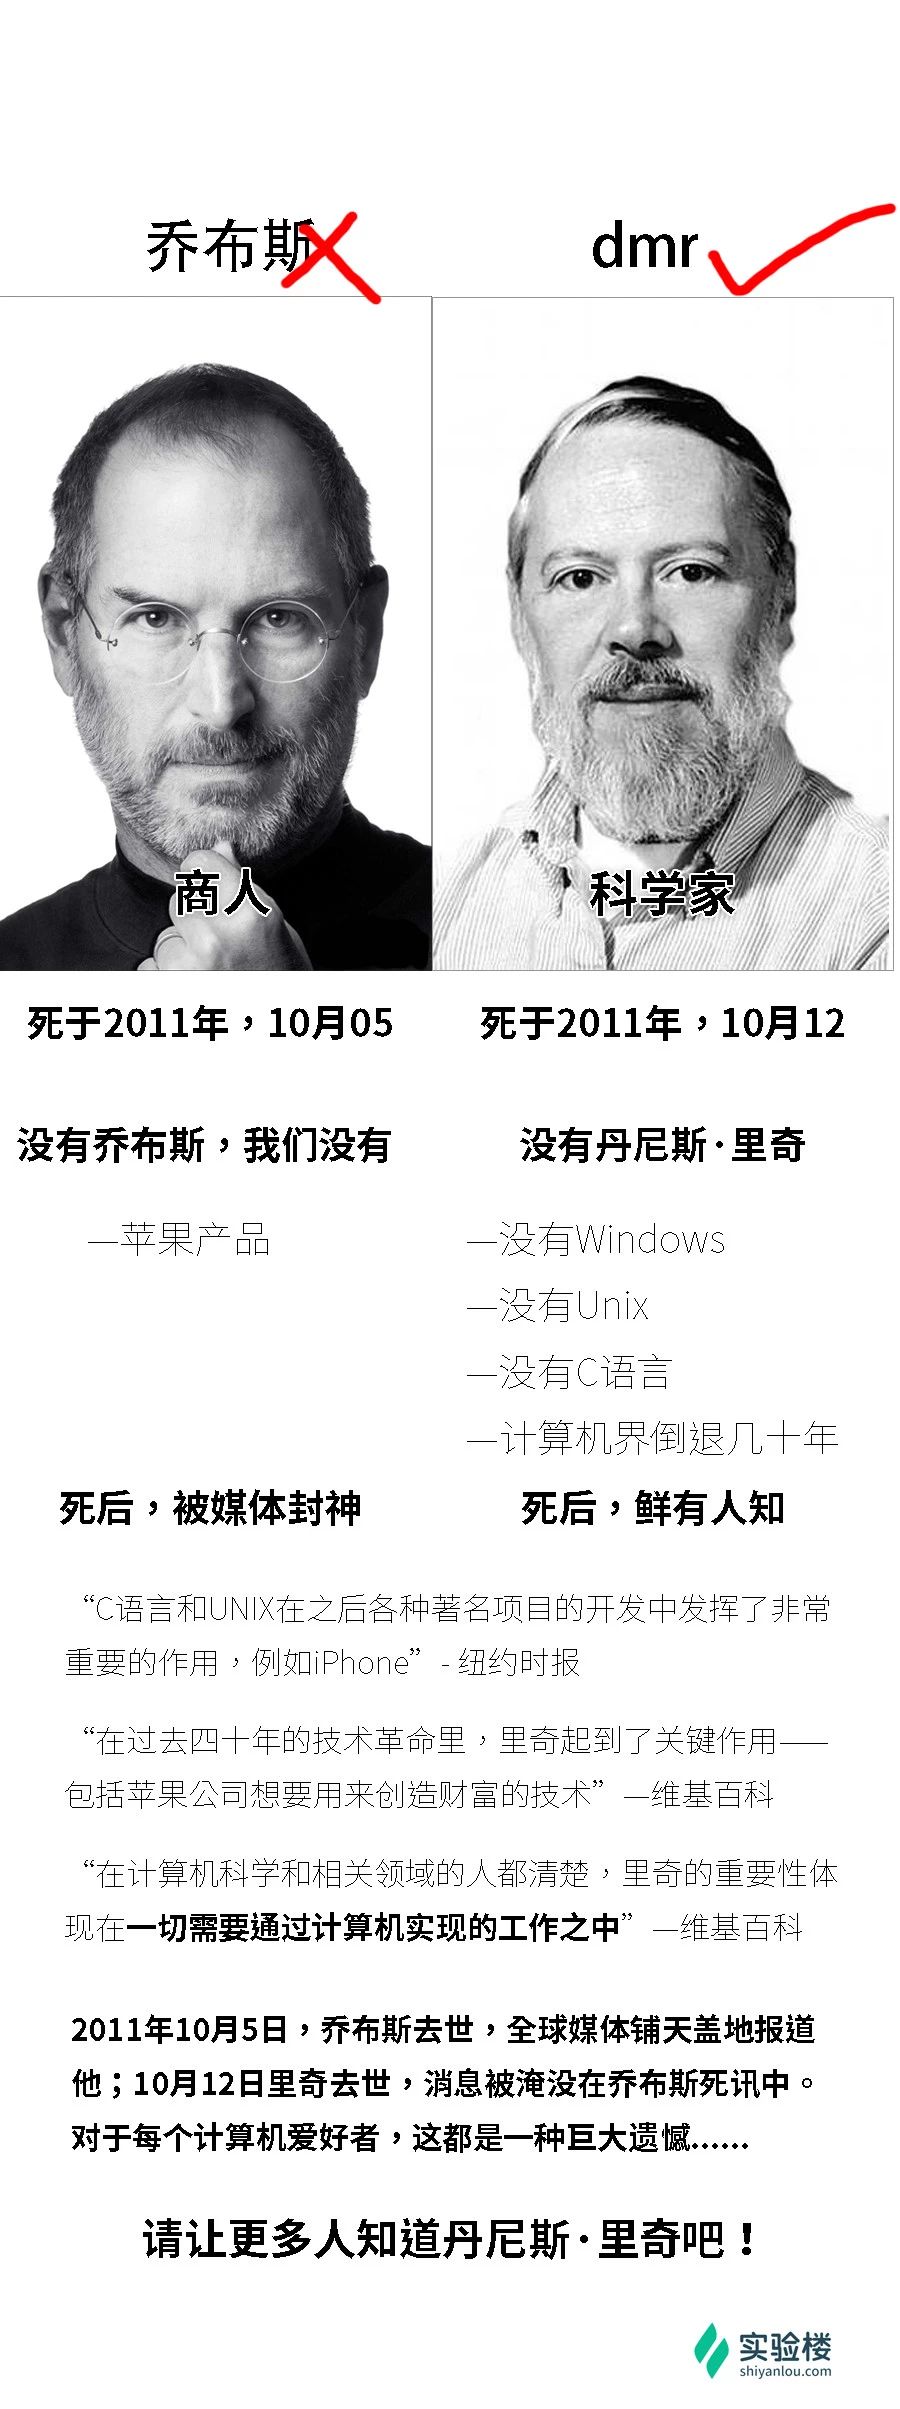 乔布斯
dmr
商人
科学家
死于2011年，10月05
死于2011年，10月12
没有乔布斯，我们没有
没有丹尼斯·里奇
—苹果产品
—没有Windows
—没有Unix
—没有C语言
—计算机界倒退几十年
死后，被媒体封神
死后，鲜有人知
“C语言和UNIX在之后各种著名项目的开发中发挥了非常
重要的作用，例如iPhone” - 纽约时报
“在过去四十年的技术革命里，里奇起到了关键作用——
包括苹果公司想要用来创造财富的技术” —维基百科
“在计算机科学和相关领域的人都清楚，里奇的重要性体
现在一切需要通过计算机实现的工作之中” —维基百科
2011年10月5日，乔布斯去世，全球媒体铺天盖地报道
他；10月12日里奇去世，消息被淹没在乔布斯死讯中。
对于每个计算机爱好者，这都是一种巨大遗憾......
请让更多人知道丹尼斯·里奇吧！
实验楼
shiyanlou.com